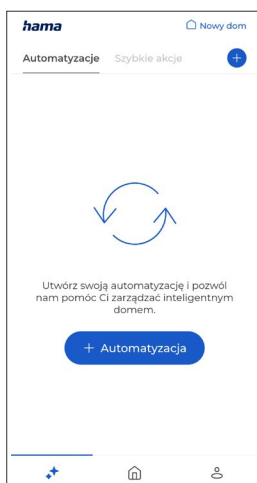 hama
Nowy dom
Automatyzacje Szybkie akcje
Utwórz swoją automatyzację i pozwól
nam pomóc Ci zarządzać inteligentnym
domem.
+ Automatyzacja